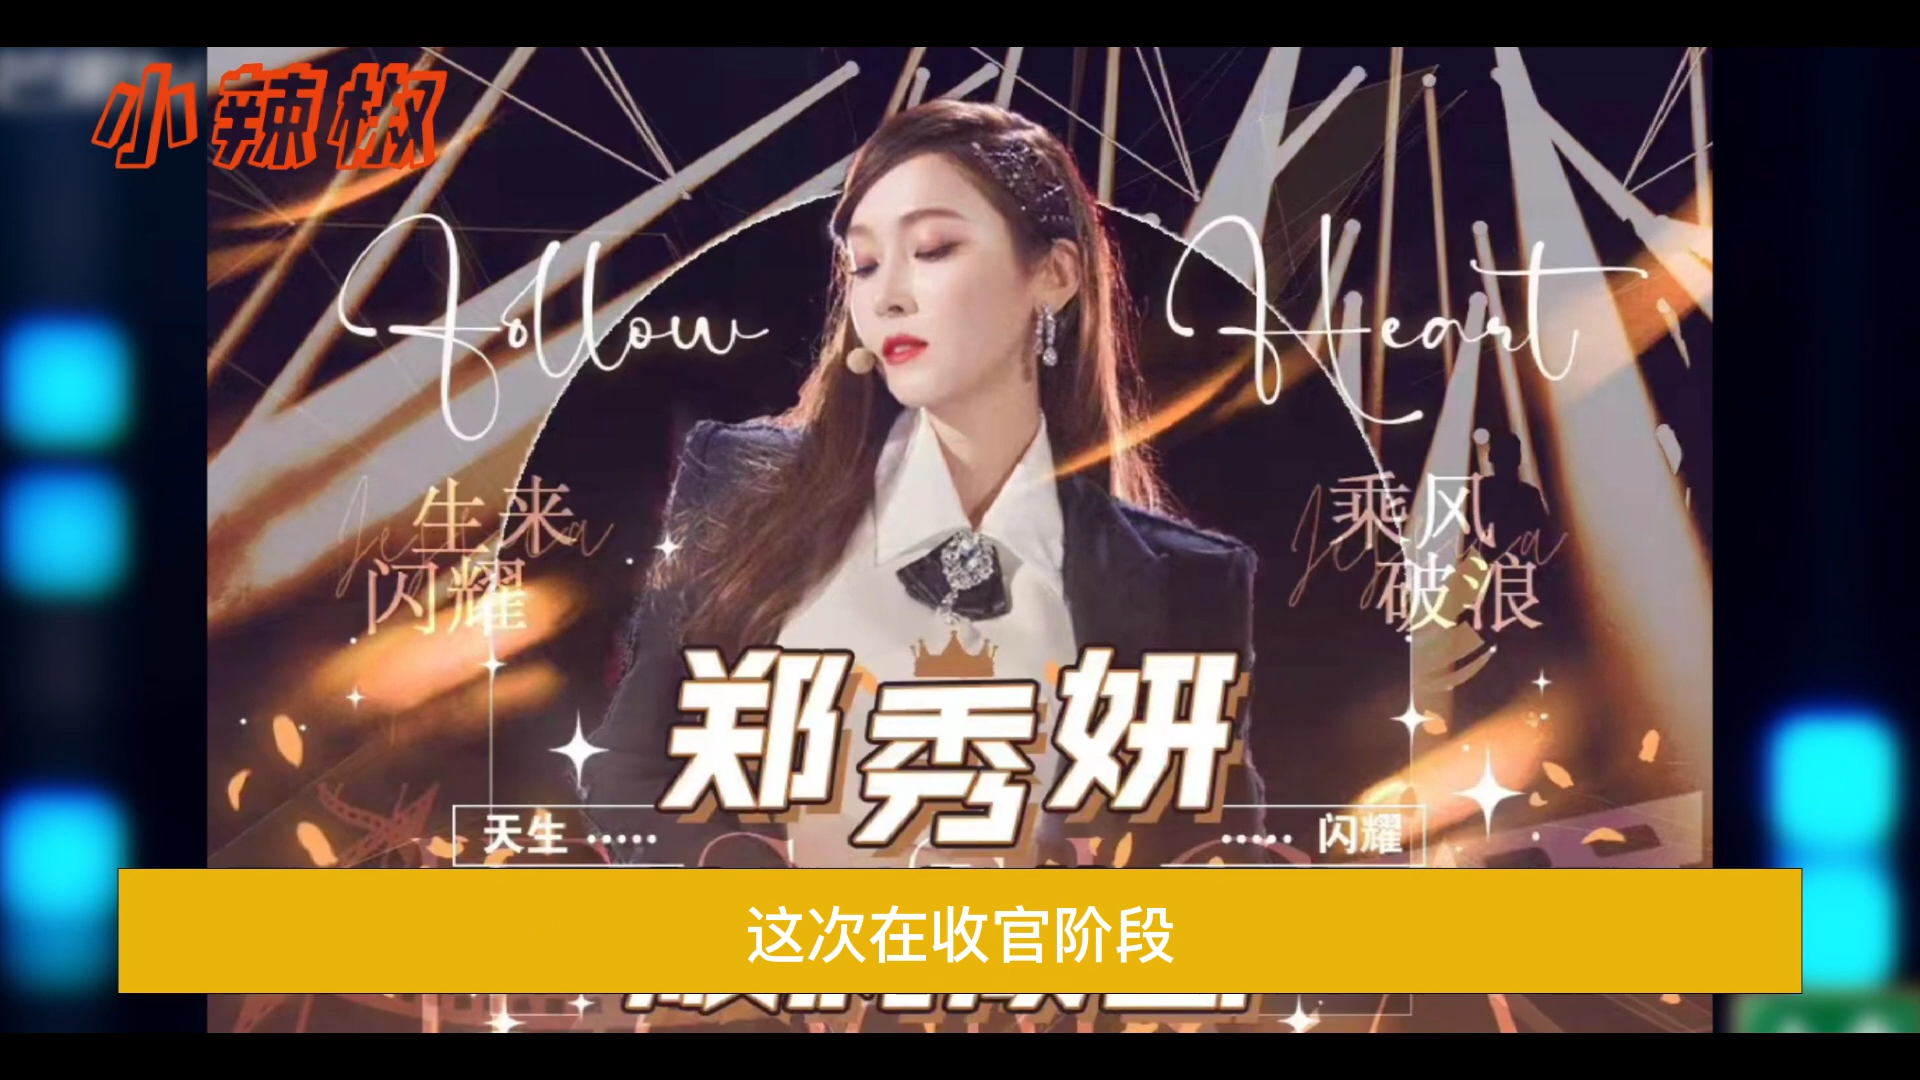 小辣椒
Follow Heart
生来
闪耀
乘风
破浪
郑秀妍
天生 ····· ····· 闪耀
这次在收官阶段